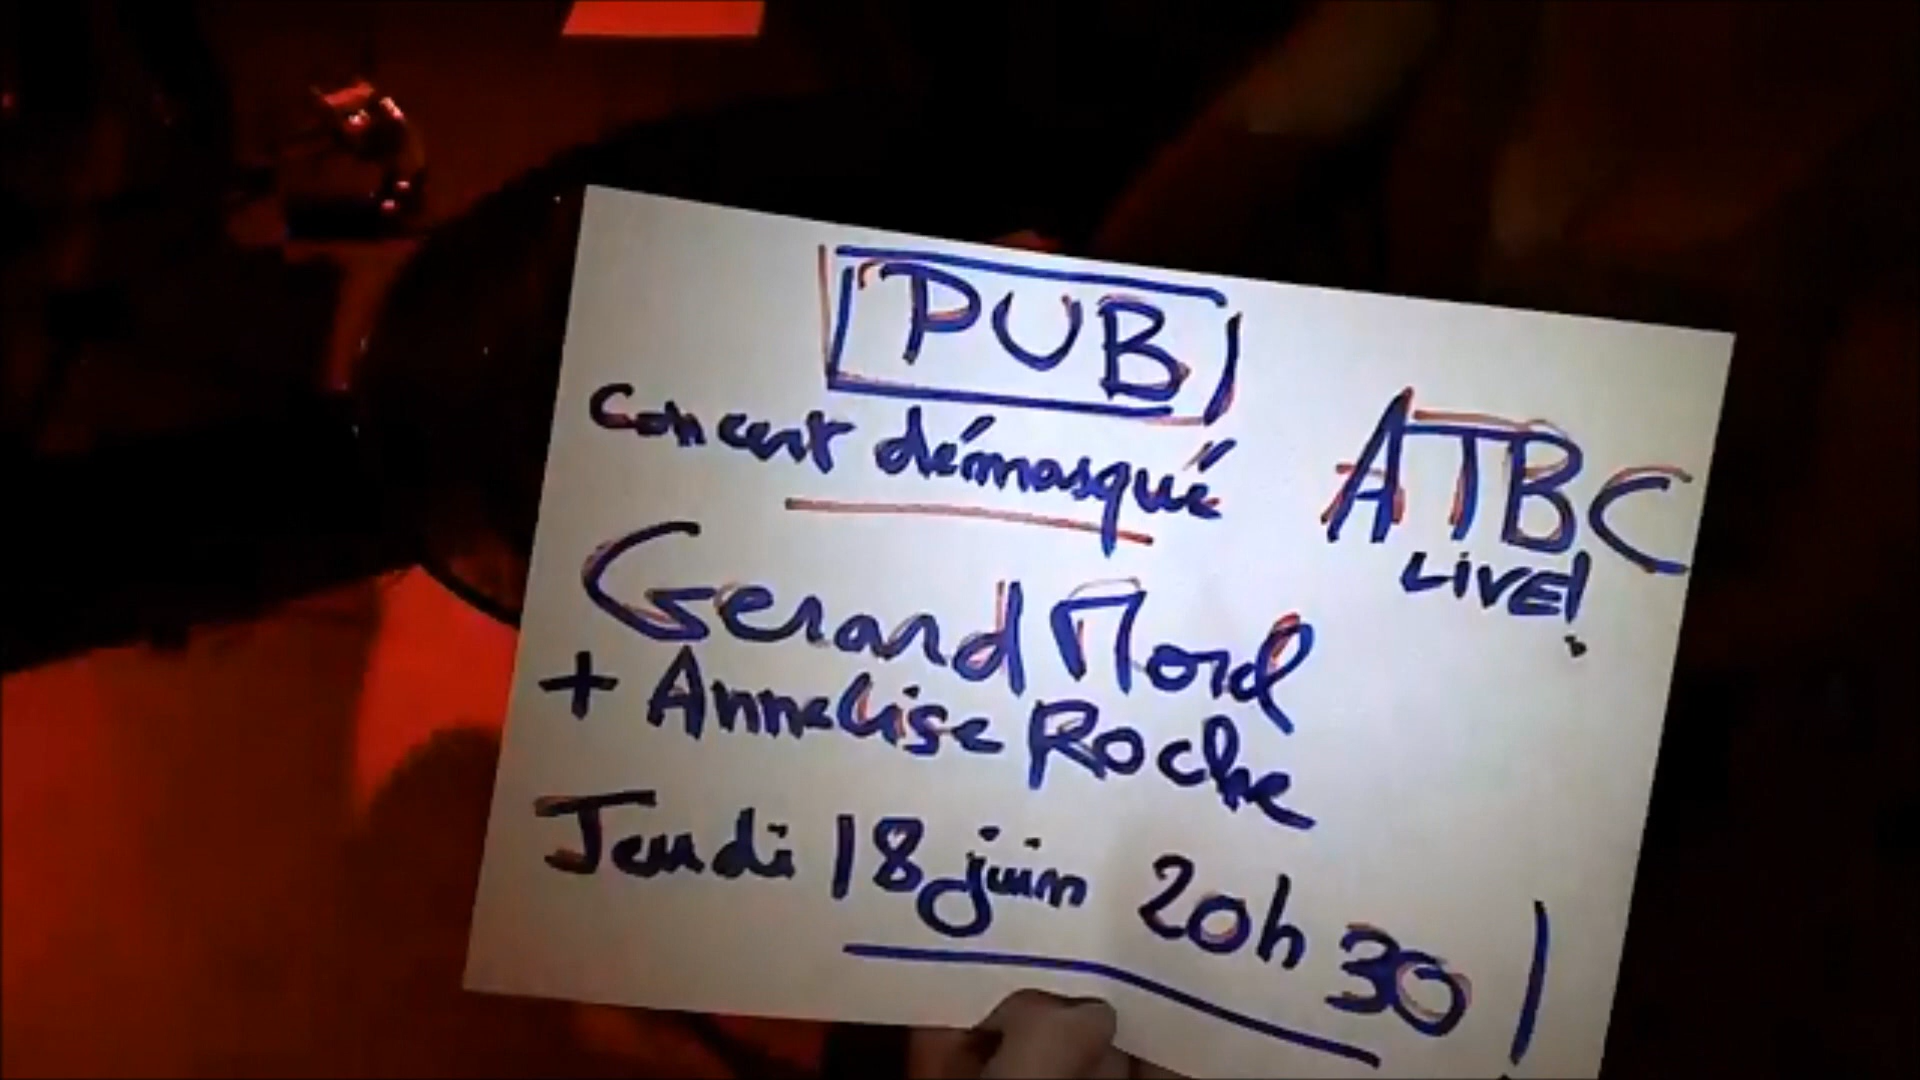 PUB
Concert démasqué
ATBC
LIVE!
Gerard Mord
+ Annelise Roche
Jeudi 18 juin 20h30!